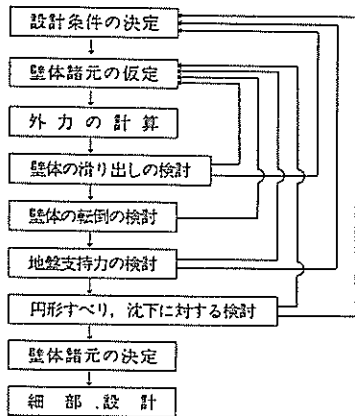 設計条件の決定
壁体諸元の仮定
外力の計算
壁体の滑り出しの検討
壁体の転倒の検討
地盤支持力の検討
円形すべり，沈下に対する検討
壁体諸元の決定
細部設計